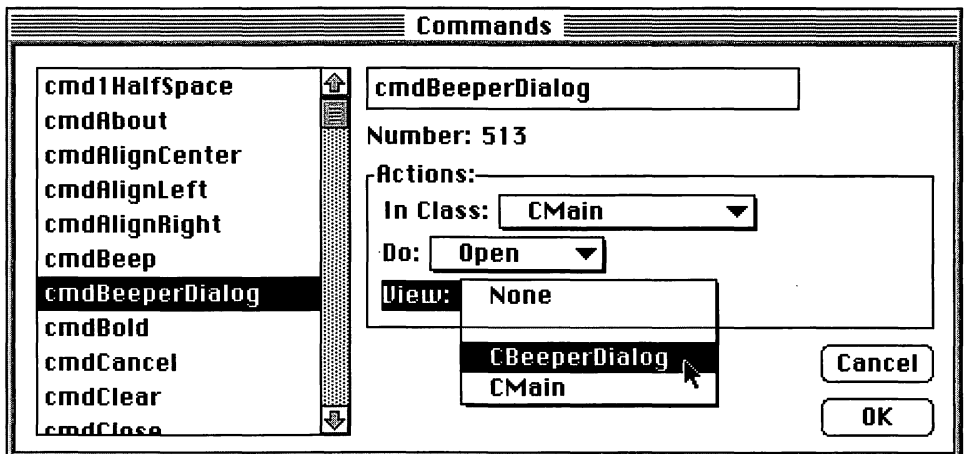 Commands
cmd1HalfSpace
cmdAbout
cmdAlignCenter
cmdAlignLeft
cmdAlignRight
cmdBeep
cmdBeeperDialog
cmdBold
cmdCancel
cmdClear
cmdClose
cmdBeeperDialog
Number: 513
Actions:
In Class: CMain
Do: Open
View: None
CBeeperDialog
CMain
Cancel
OK